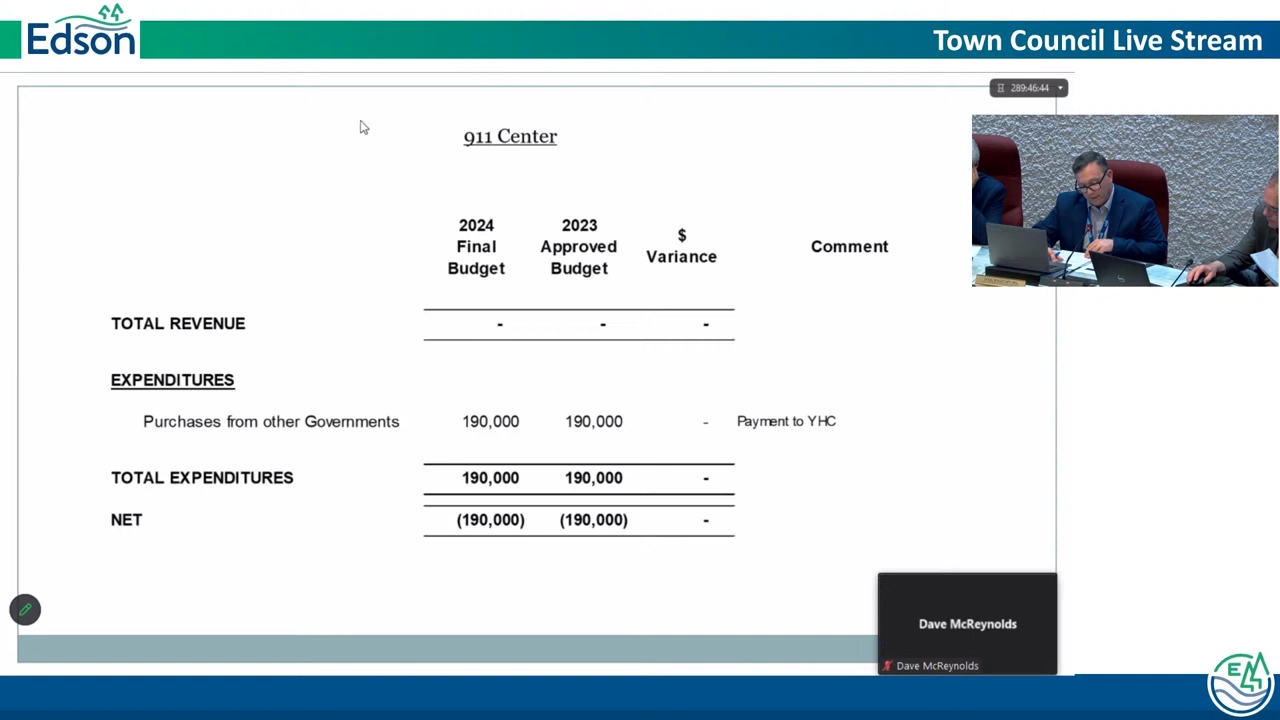 Edson
Town Council Live Stream
289:46:44
911 Center
2024 Final Budget
2023 Approved Budget
$ Variance
Comment
TOTAL REVENUE - - -
EXPENDITURES
Purchases from other Governments 190,000 190,000 - Payment to YHC
TOTAL EXPENDITURES 190,000 190,000 -
NET (190,000) (190,000) -
Dave McReynolds
Dave McReynolds